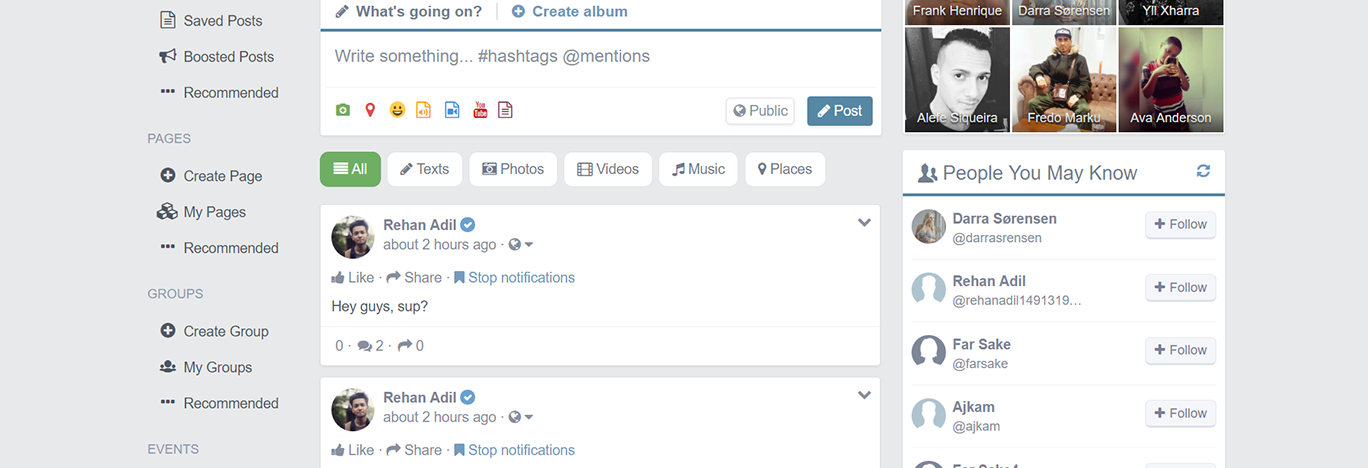 Saved Posts
Boosted Posts
Recommended
PAGES
Create Page
My Pages
Recommended
GROUPS
Create Group
My Groups
Recommended
EVENTS
What's going on?
Create album
Write something... #hashtags @mentions
You
Tube
Public
Post
All
Texts
Photos
Videos
Music
Places
Rehan Adil
about 2 hours ago ·
Like · Share · Stop notifications
Hey guys, sup?
0 · 2 · 0
Rehan Adil
about 2 hours ago ·
Like · Share · Stop notifications
Frank Henrique
Darra Sørensen
Yll Xharra
Alefe Siqueira
Fredo Marku
Ava Anderson
People You May Know
Darra Sørensen
@darrasrensen
Follow
Rehan Adil
@rehanadil1491319...
Follow
Far Sake
@farsake
Follow
Ajkam
@ajkam
Follow